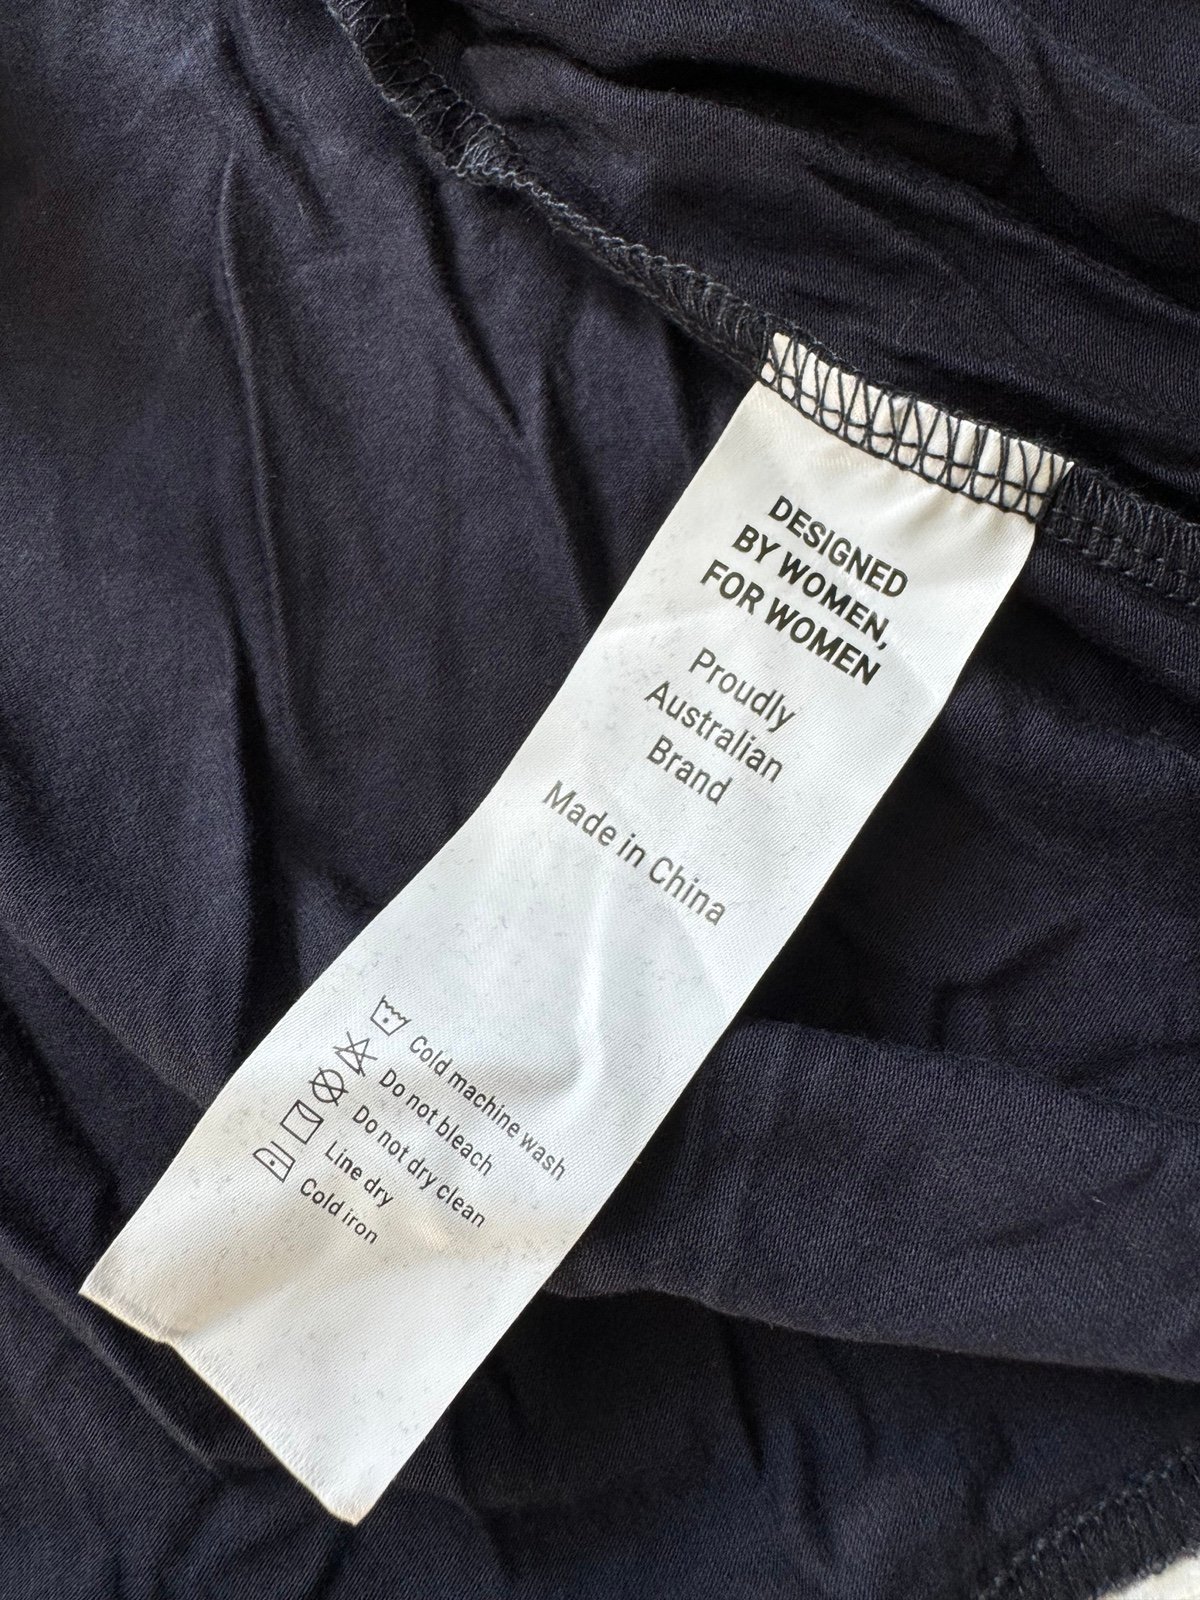 DESIGNED
BY WOMEN,
FOR WOMEN
Proudly
Australian
Brand
Made in China
Cold machine wash
Do not bleach
Do not dry clean
Line dry
Cold iron